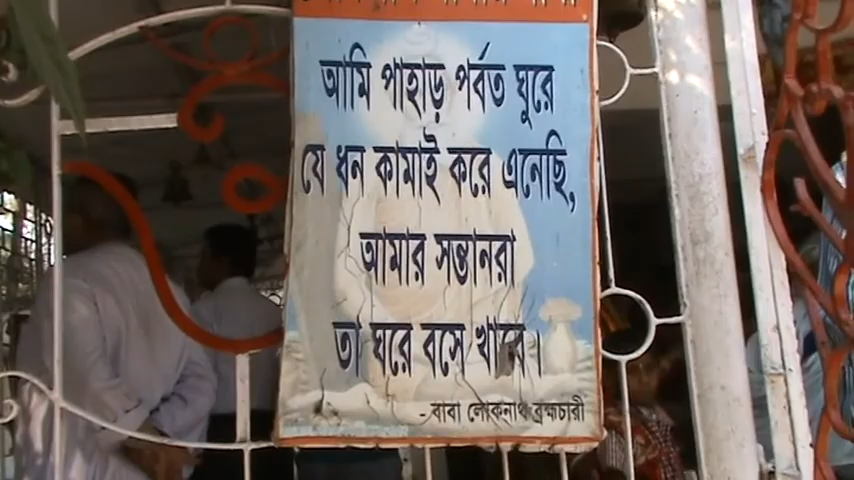 আমি পাহাড় পর্বত ঘুরে
যে ধন কামাই করে এনেছি,
আমার সন্তানরা
তা ঘরে বসে খাবে।
- বাবা লোকনাথ ব্রহ্মচারী